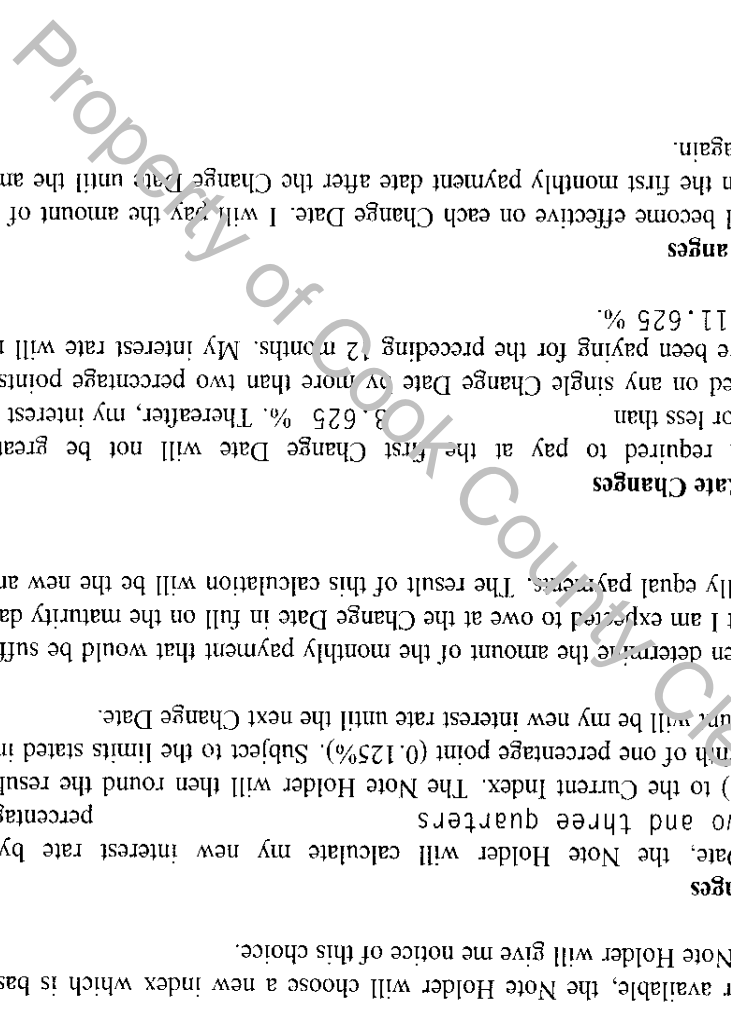 r available, the Note Holder will choose a new index which is bas
Note Holder will give me notice of this choice.
nges
Date, the Note Holder will calculate my new interest rate by
wo and three quarters percentag
) to the Current Index. The Note Holder will then round the resul
hth of one percentage point (0.125%). Subject to the limits stated in
unt will be my new interest rate until the next Change Date.
en determine the amount of the monthly payment that would be suffi
t I am expected to owe at the Change Date in full on the maturity da
lly equal payments. The result of this calculation will be the new an
Rate Changes
required to pay at the first Change Date will not be great
or less than 3.625 %. Thereafter, my interest
ed on any single Change Date by more than two percentage points
ve been paying for the preceding 12 months. My interest rate will
11.625 %.
anges
l become effective on each Change Date. I will pay the amount of
n the first monthly payment date after the Change Date until the am
again.
Property of Cook County Cle